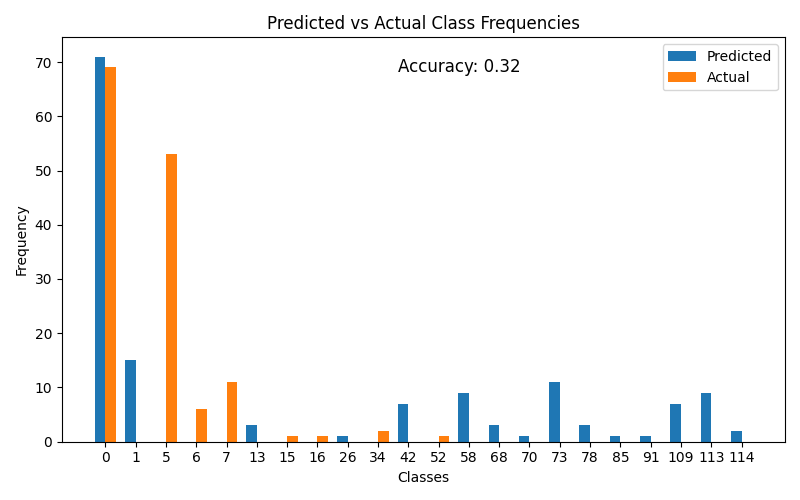 Predicted vs Actual Class Frequencies
Accuracy: 0.32
Predicted
Actual
Frequency
70
60
50
40
30
20
10
0
0 1 5 6 7 13 15 16 26 34 42 52 58 68 70 73 78 85 91 109 113 114
Classes